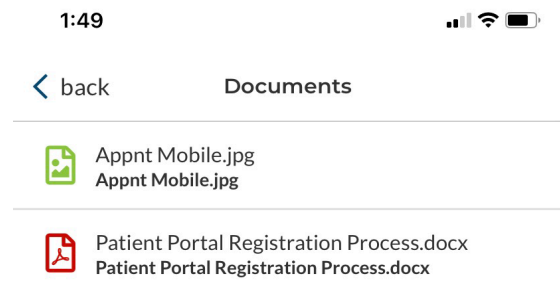 1:49
back Documents
Appnt Mobile.jpg
Appnt Mobile.jpg
Patient Portal Registration Process.docx
Patient Portal Registration Process.docx